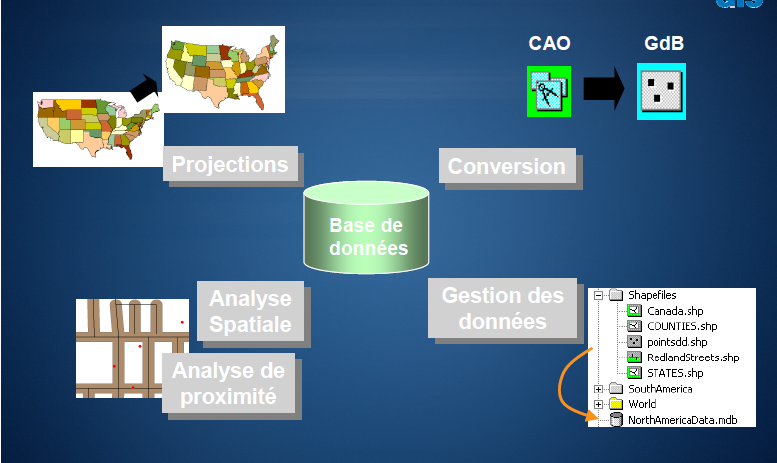 CAO
GdB
Projections
Conversion
Base de
données
Analyse
Spatiale
Gestion des
données
Analyse de
proximité
Shapefiles
Canada.shp
COUNTIES.shp
pointsdd.shp
RedlandStreets.shp
STATES.shp
SouthAmerica
World
NorthAmericaData.mdb